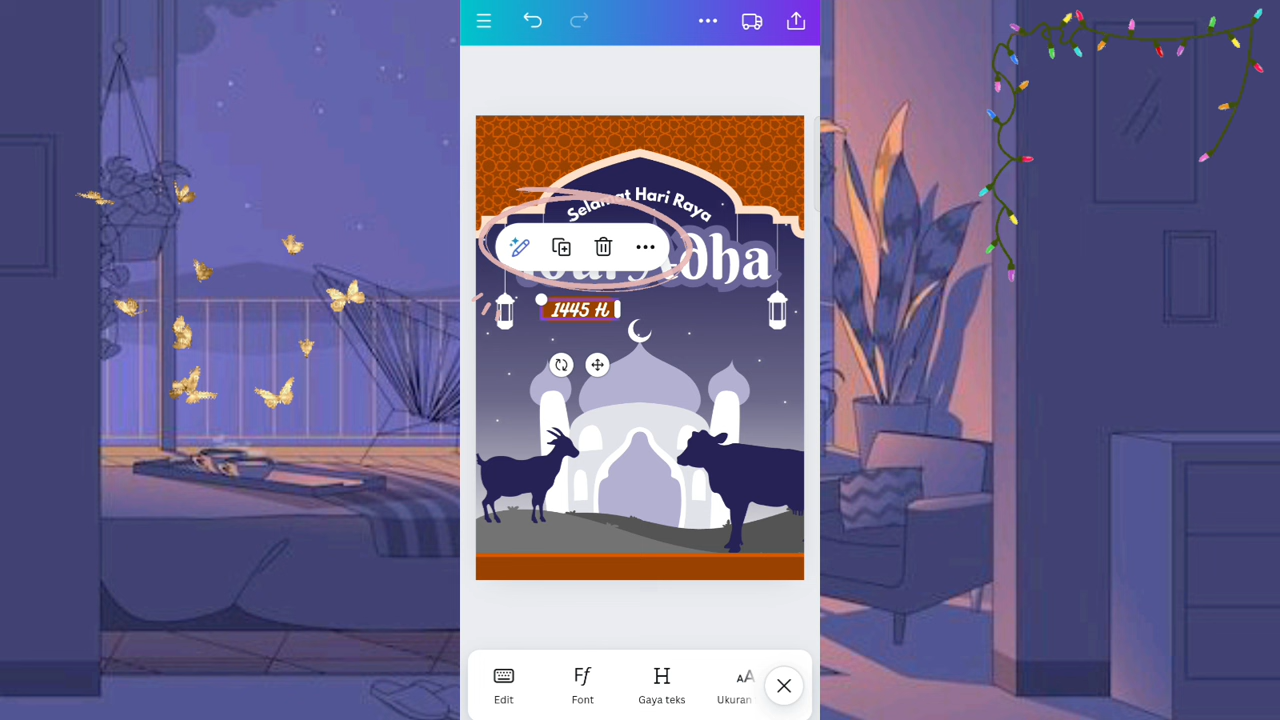 Selamat Hari Raya
1445 H
Edit
Font
Gaya teks
Ukuran